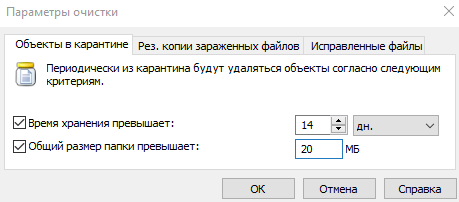 Параметры очистки
Объекты в карантине Рез. копии зараженных файлов Исправленные файлы
Периодически из карантина будут удаляться объекты согласно следующим
критериям.
Время хранения превышает: 14 дн.
Общий размер папки превышает: 20 МБ
ОК Отмена Справка